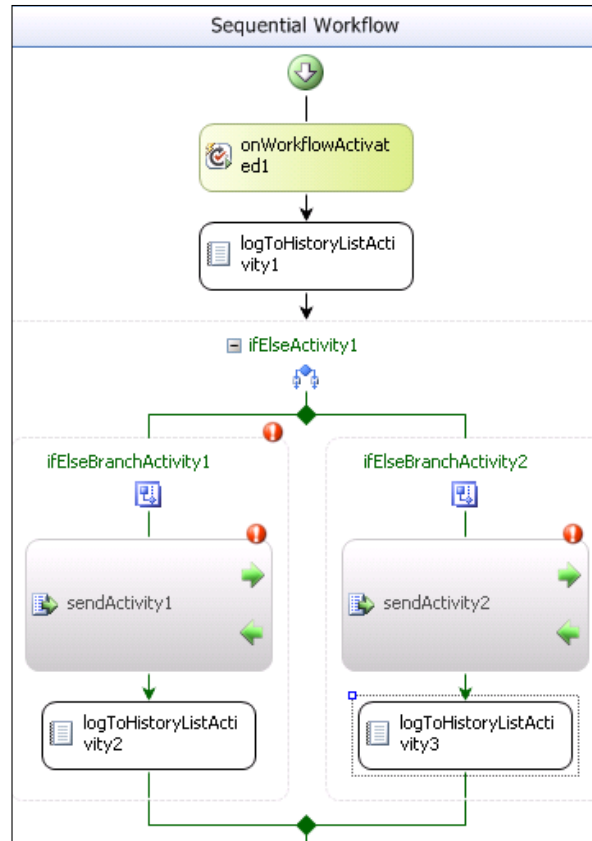 Sequential Workflow
onWorkflowActivat
ed1
logToHistoryListActi
vity1
ifElseActivity1
ifElseBranchActivity1
ifElseBranchActivity2
sendActivity1
sendActivity2
logToHistoryListActi
vity2
logToHistoryListActi
vity3